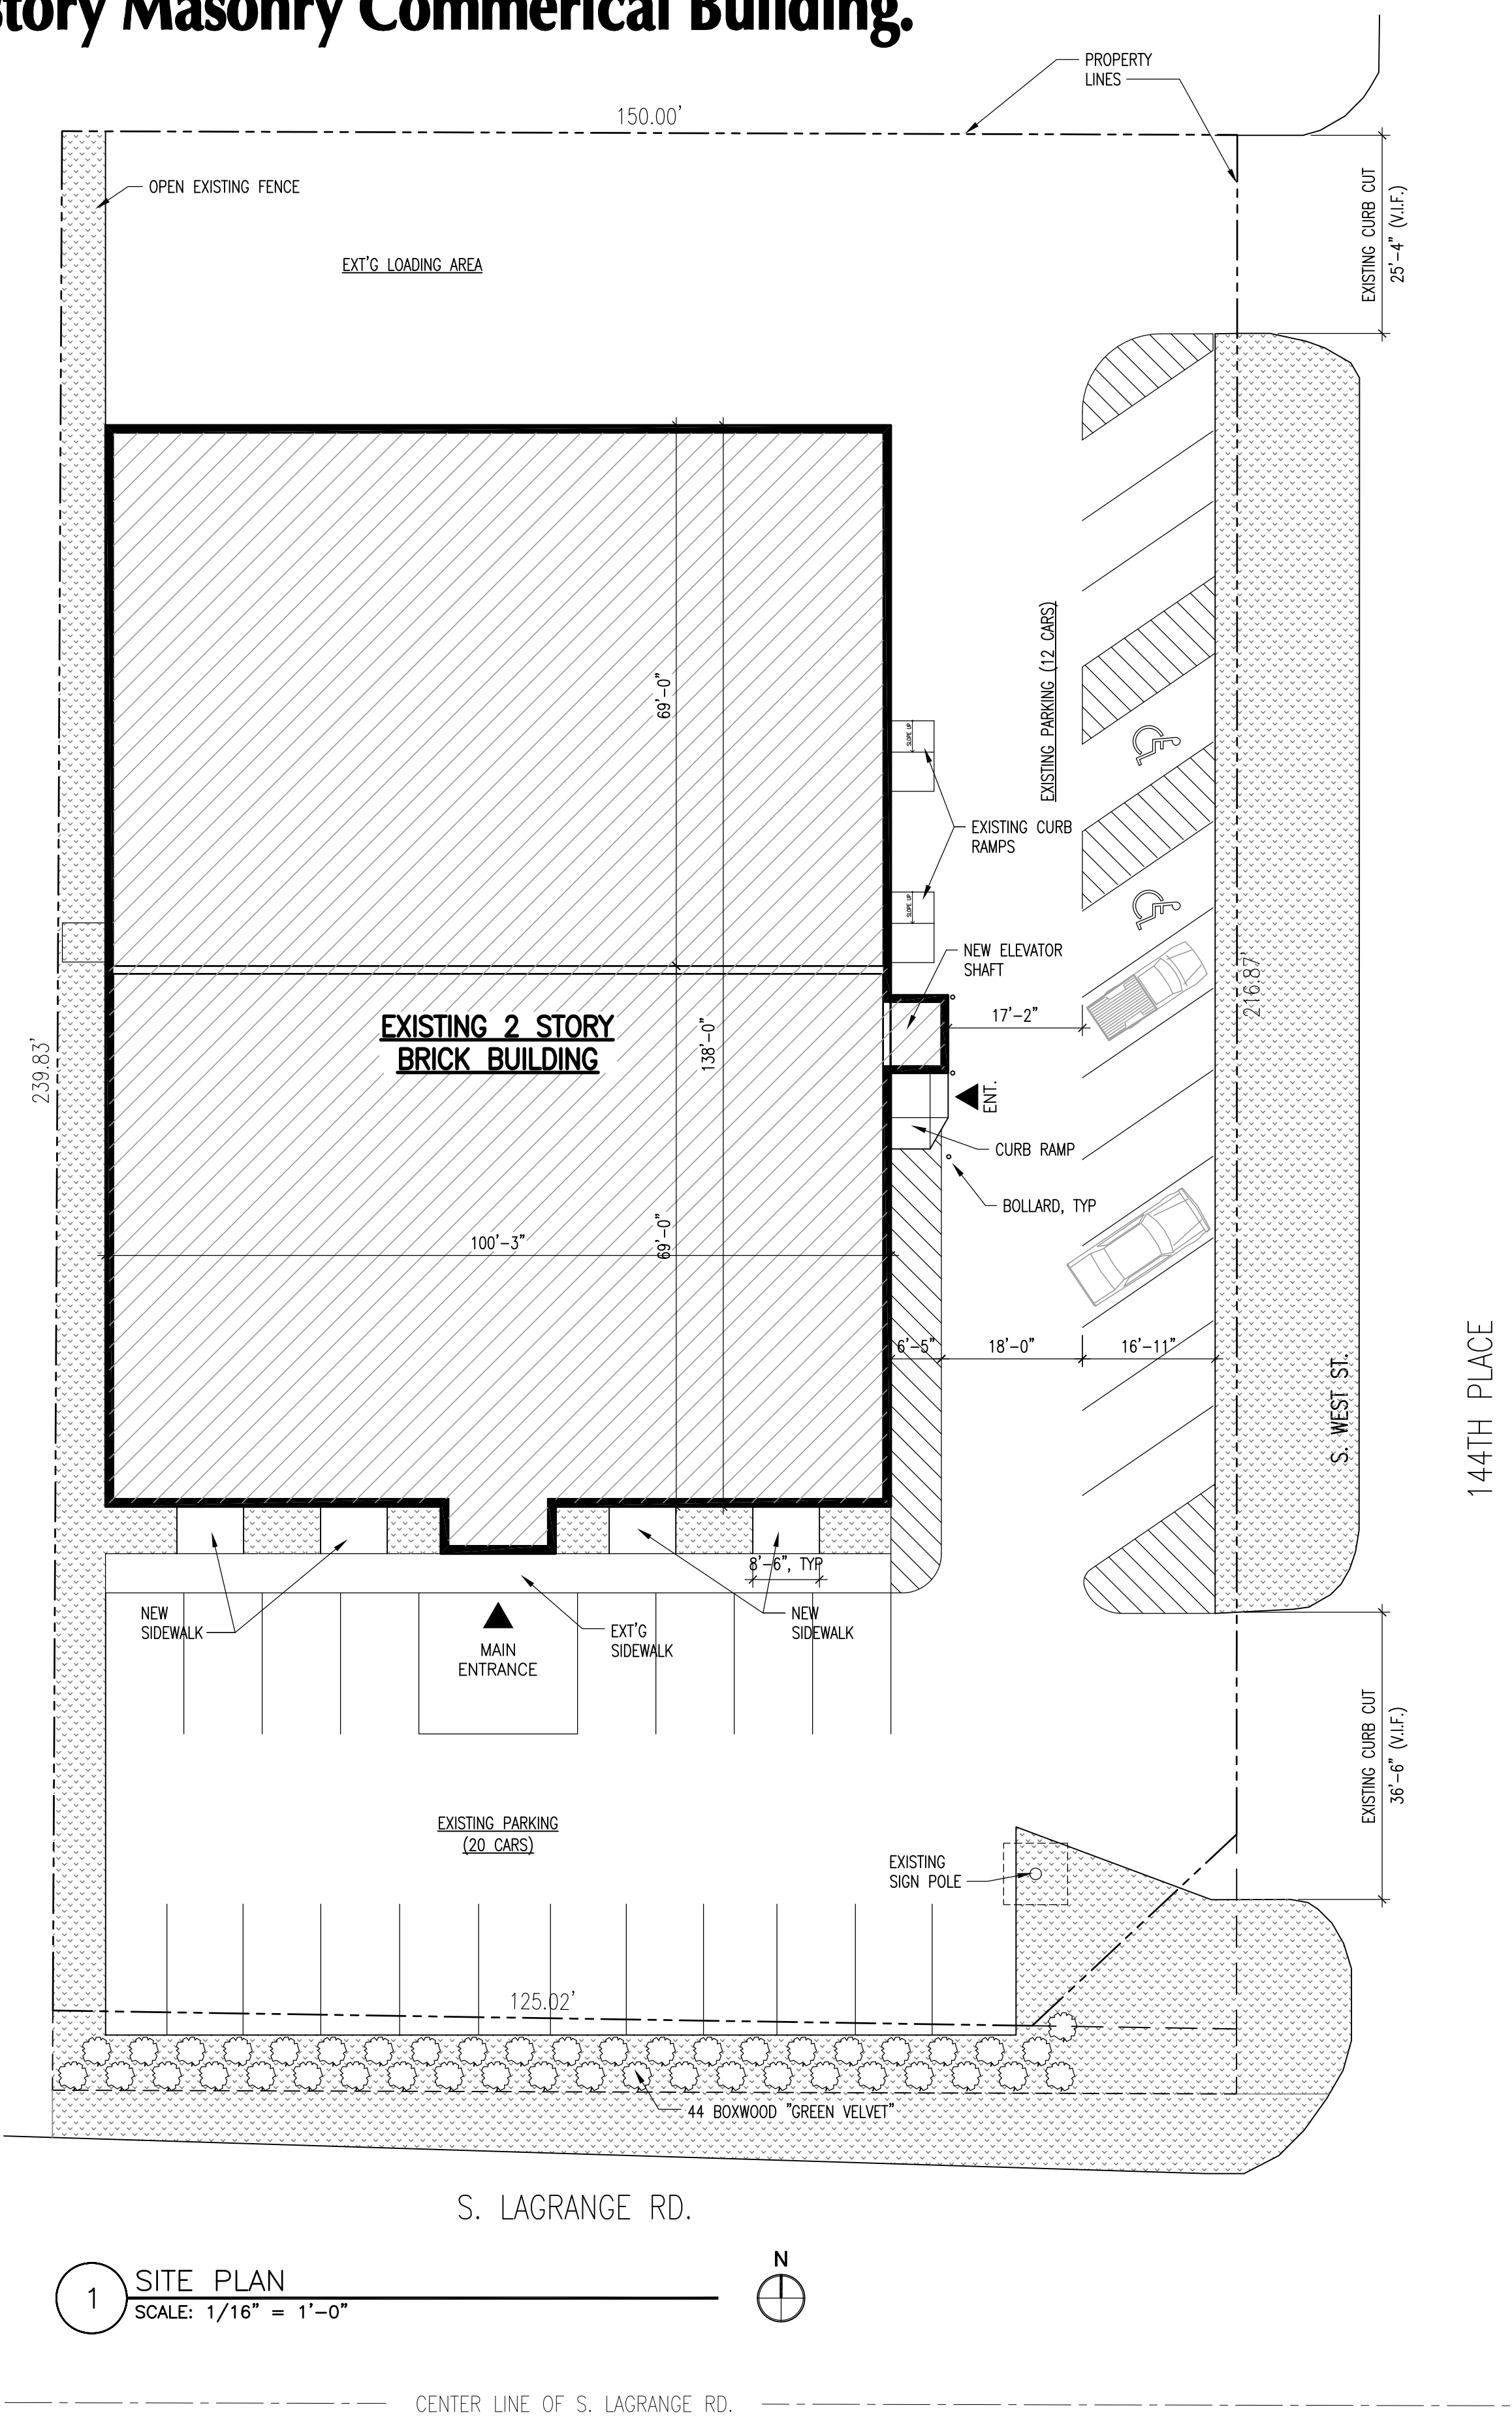 story Masonry Commerical Building.
PROPERTY
LINES
150.00'
OPEN EXISTING FENCE
EXISTING CURB CUT
25'-4" (V.I.F.)
EXT'G LOADING AREA
EXISTING PARKING (12 CARS)
69'-0"
SLOPE UP
EXISTING CURB
RAMPS
SLOPE UP
NEW ELEVATOR
SHAFT
216.87'
17'-2"
EXISTING 2 STORY
BRICK BUILDING
138'-0"
239.83'
ENT.
CURB RAMP
BOLLARD, TYP
69'-0"
100'-3"
6'-5"
18'-0"
16'-11"
S. WEST ST.
144TH PLACE
8'-6", TYP
NEW
SIDEWALK
MAIN
ENTRANCE
EXT'G
SIDEWALK
NEW
SIDEWALK
EXISTING CURB CUT
36'-6" (V.I.F.)
EXISTING PARKING
(20 CARS)
EXISTING
SIGN POLE
125.02'
44 BOXWOOD "GREEN VELVET"
S. LAGRANGE RD.
N
1
SITE PLAN
SCALE: 1/16" = 1'-0"
CENTER LINE OF S. LAGRANGE RD.